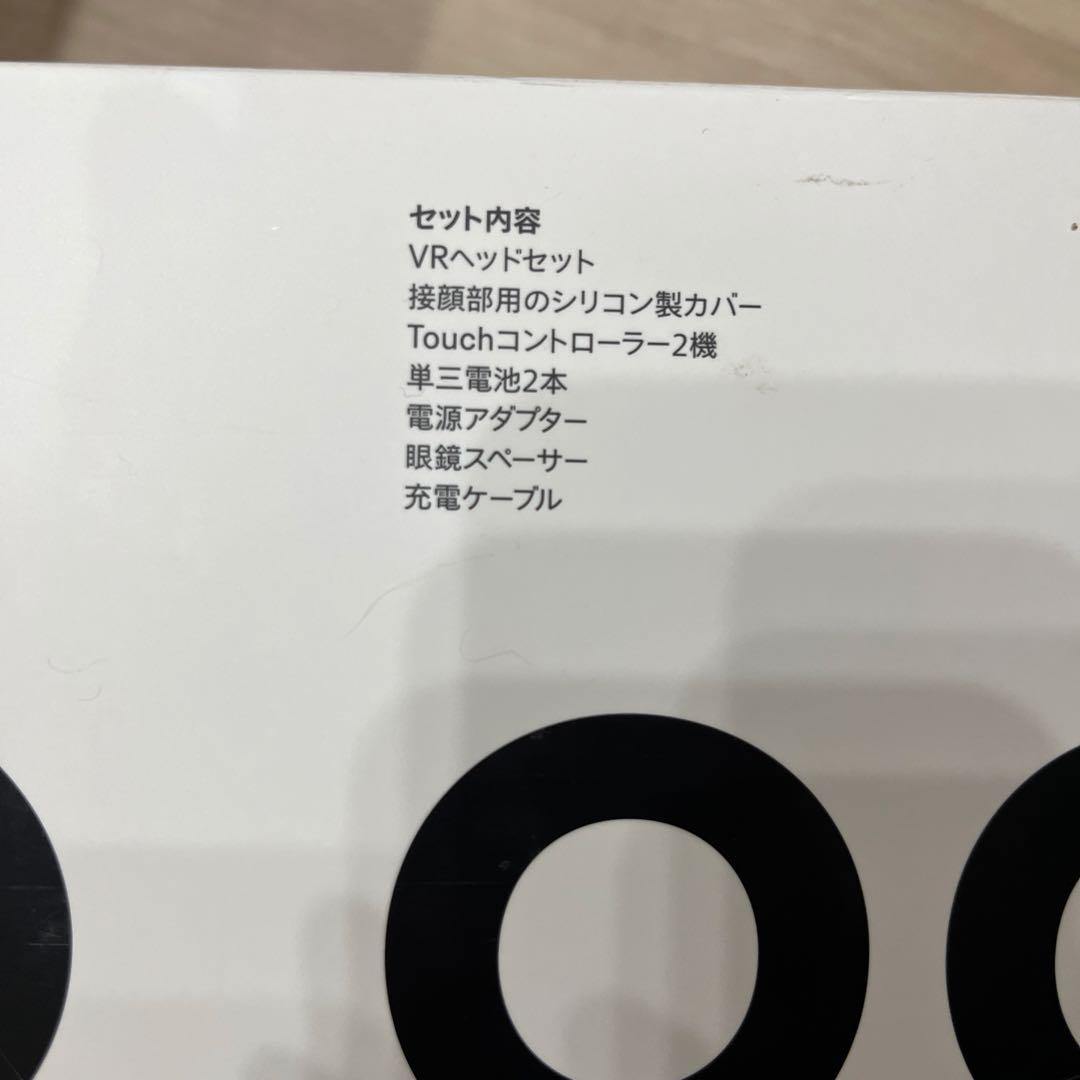 セット内容
VRヘッドセット
接顔部用のシリコン製カバー
Touchコントローラー2機
単三電池2本
電源アダプター
眼鏡スペーサー
充電ケーブル